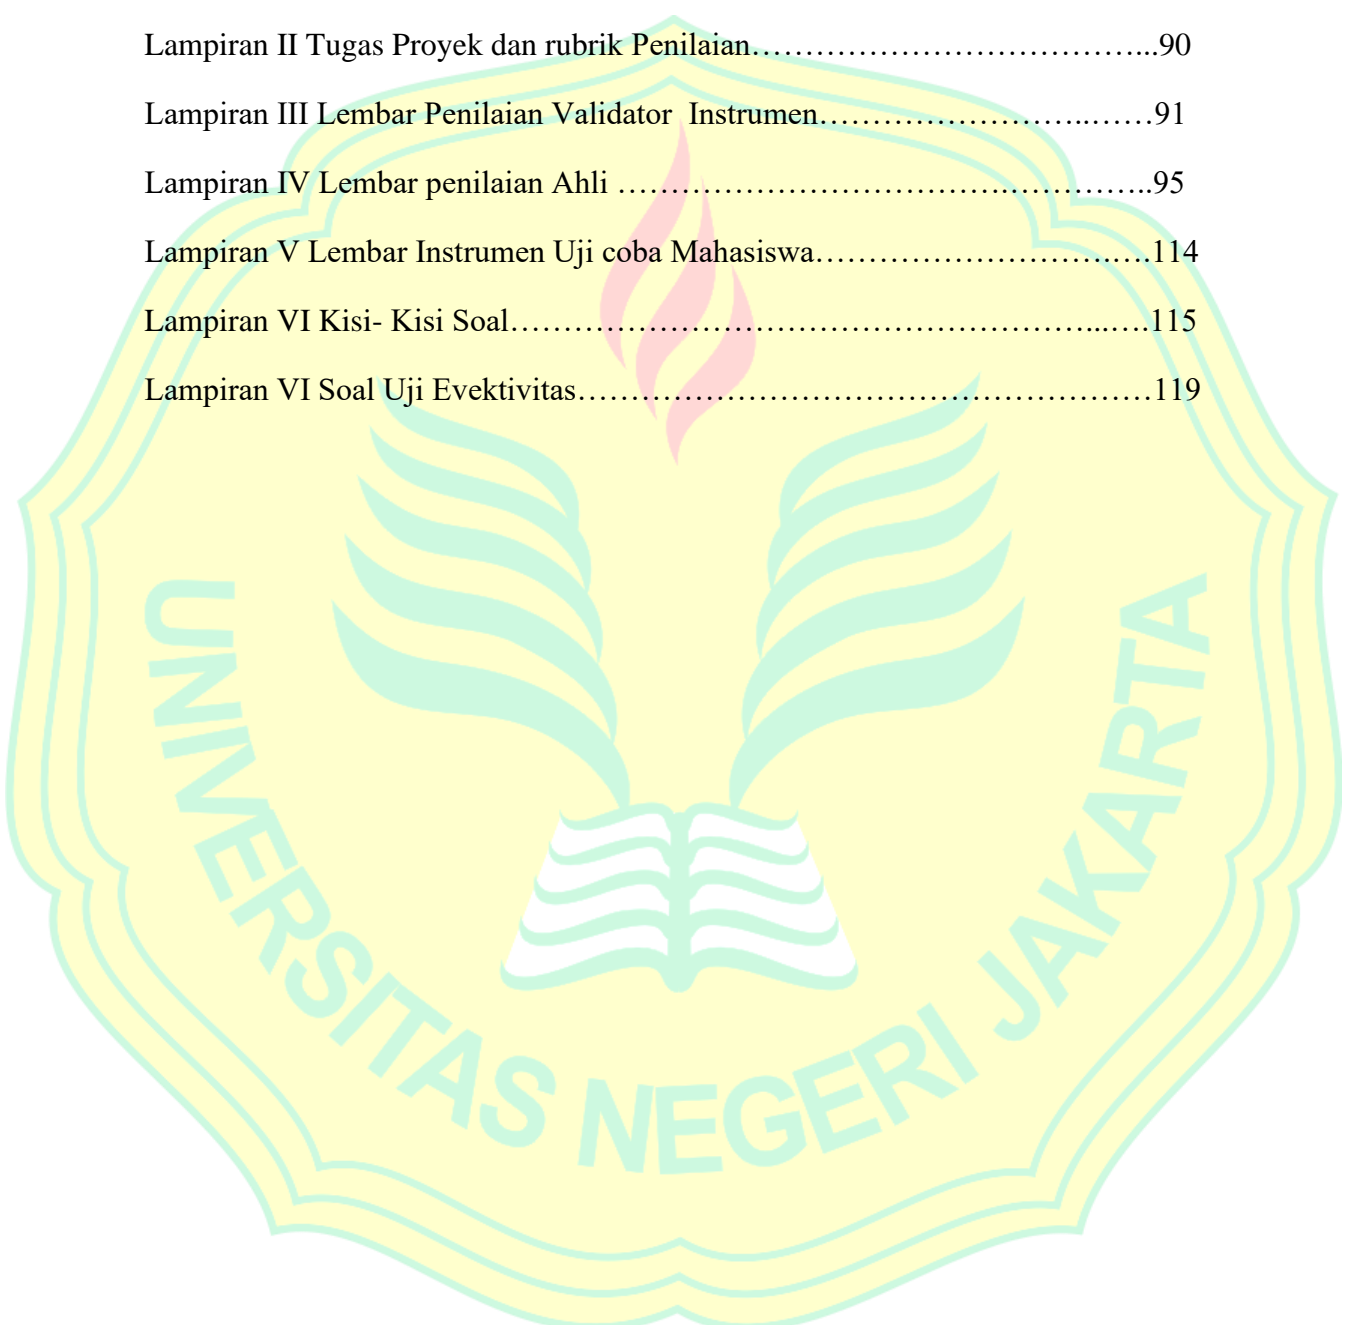 Lampiran II Tugas Proyek dan rubrik Penilaian………………………………...90
Lampiran III Lembar Penilaian Validator  Instrumen……………………..……91
Lampiran IV Lembar penilaian Ahli ……………………………………………..95
Lampiran V Lembar Instrumen Uji coba Mahasiswa……………………….….114
Lampiran VI Kisi- Kisi Soal………………………………………………...….115
Lampiran VI Soal Uji Evektivitas………………………………………………119
UNIVERSITAS NEGERI JAKARTA